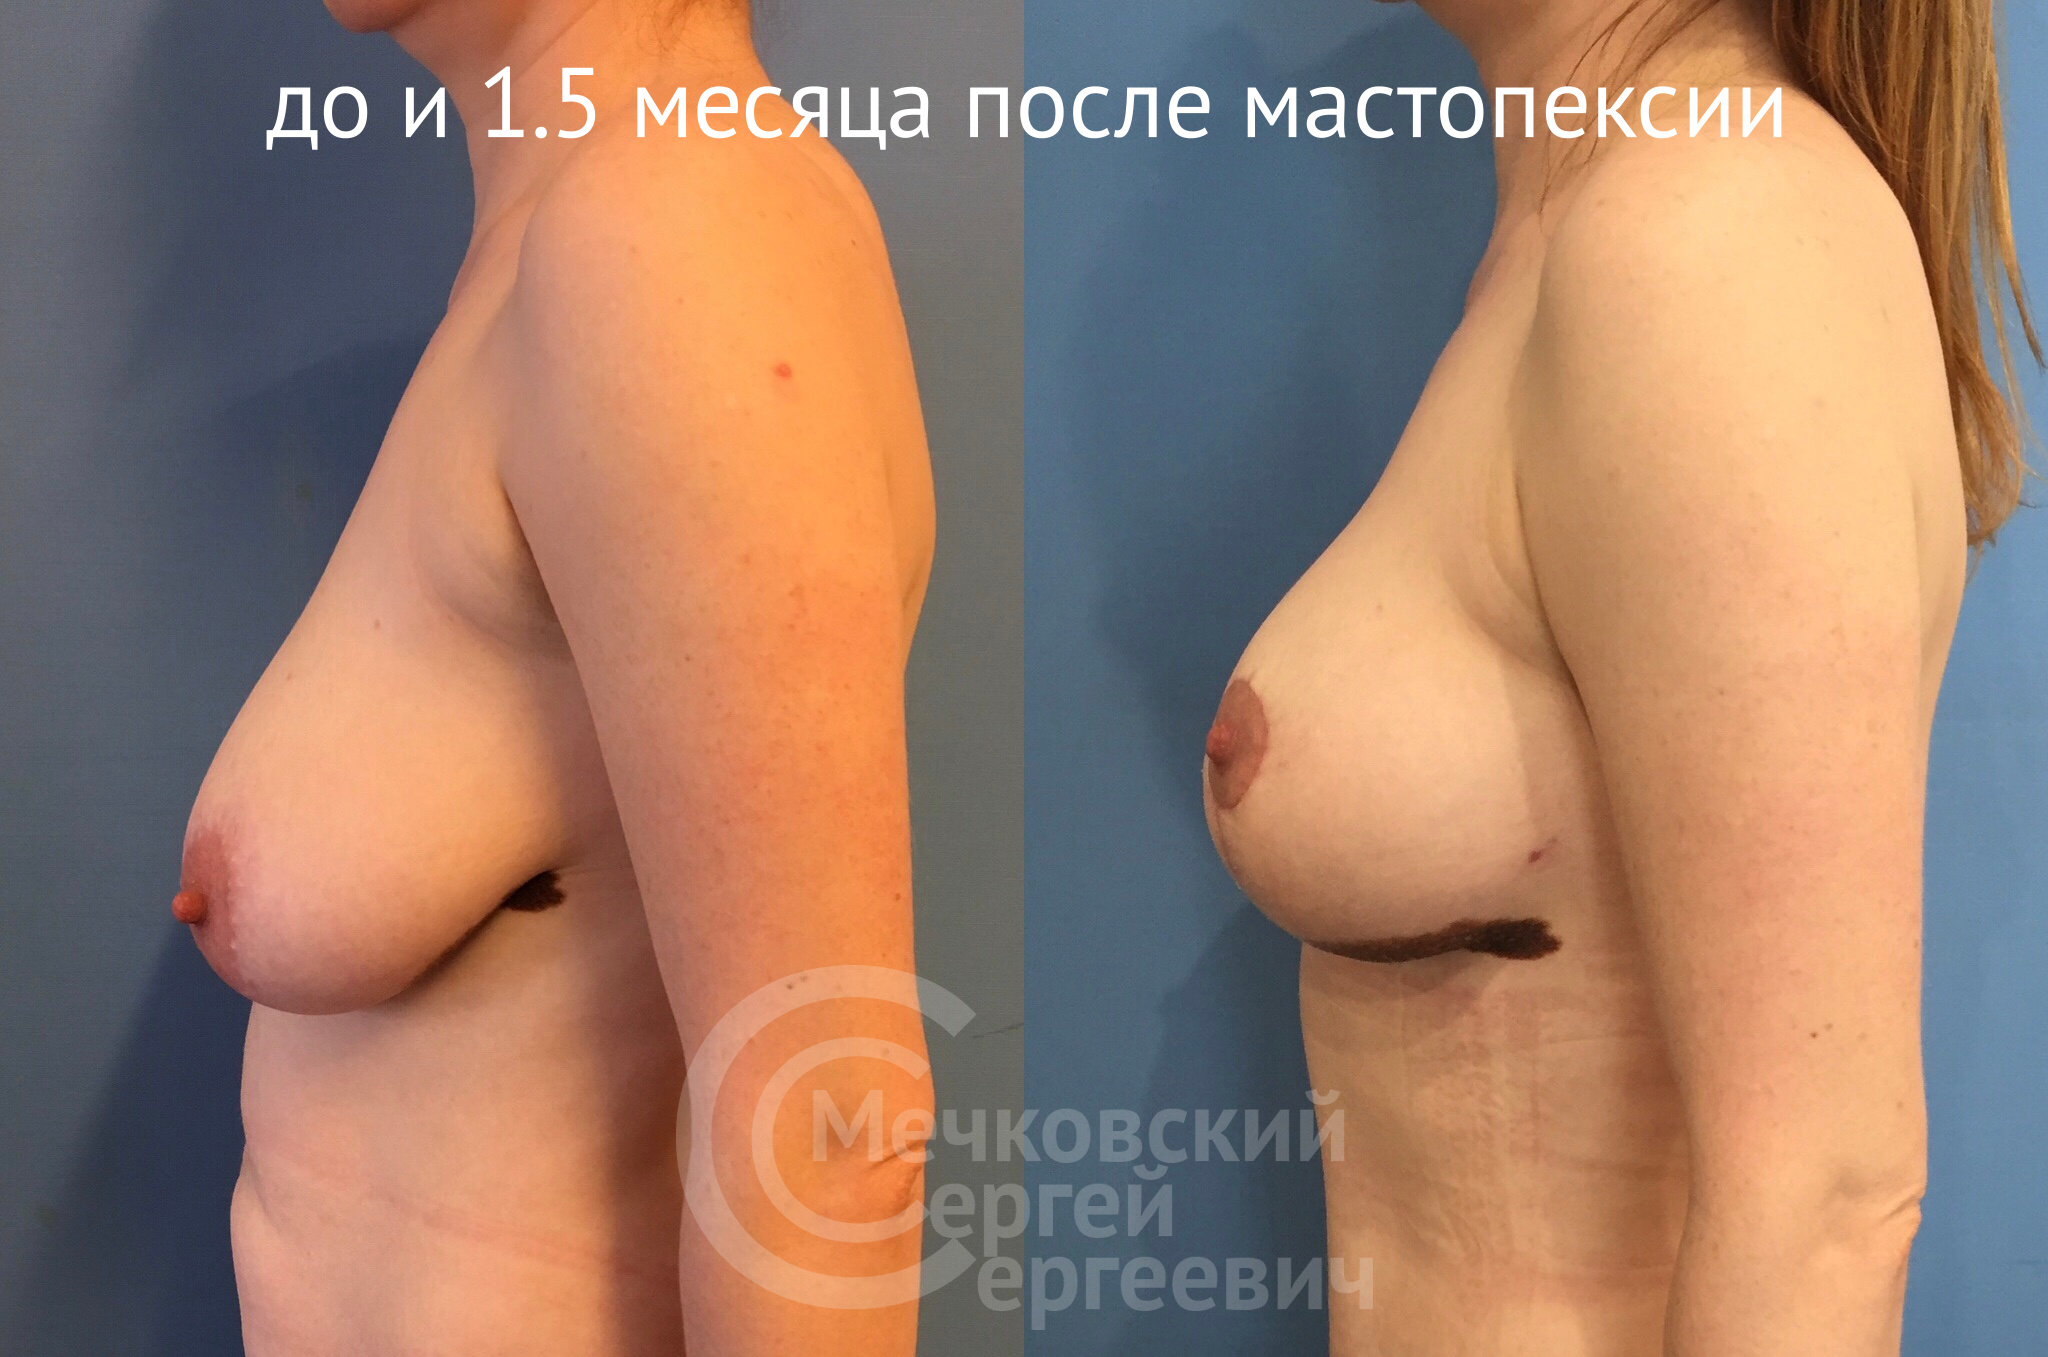 до и 1.5 месяца после мастопексии
Мечковский
Сергей
Сергеевич